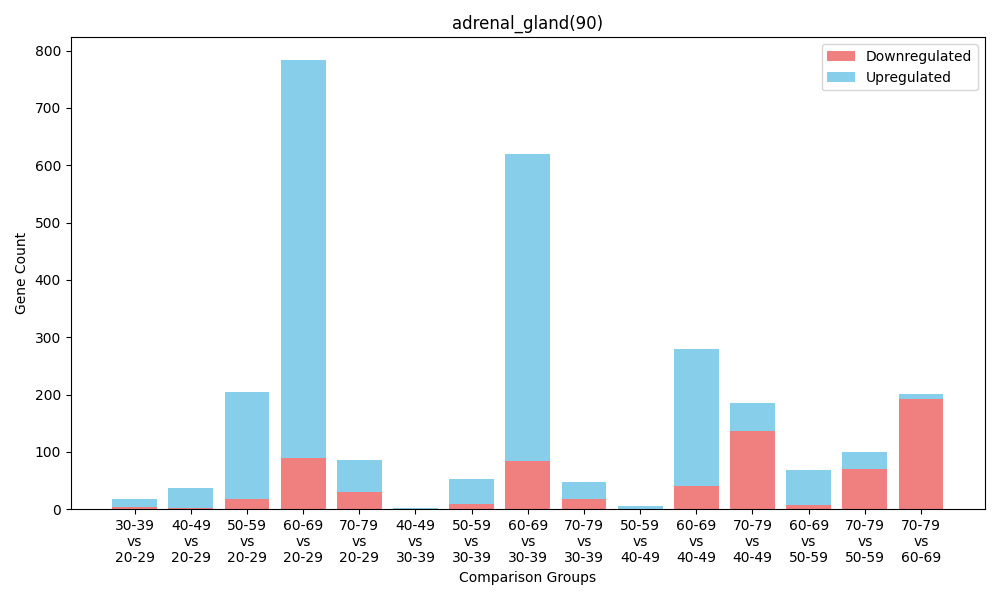 adrenal_gland(90)
Downregulated
Upregulated
Gene Count
800
700
600
500
400
300
200
100
0
30-39 40-49 50-59 60-69 70-79 40-49 50-59 60-69 70-79 50-59 60-69 70-79 60-69 70-79 70-79
vs vs vs vs vs vs vs vs vs vs vs vs vs vs vs
20-29 20-29 20-29 20-29 20-29 30-39 30-39 30-39 30-39 40-49 40-49 40-49 50-59 50-59 60-69
Comparison Groups